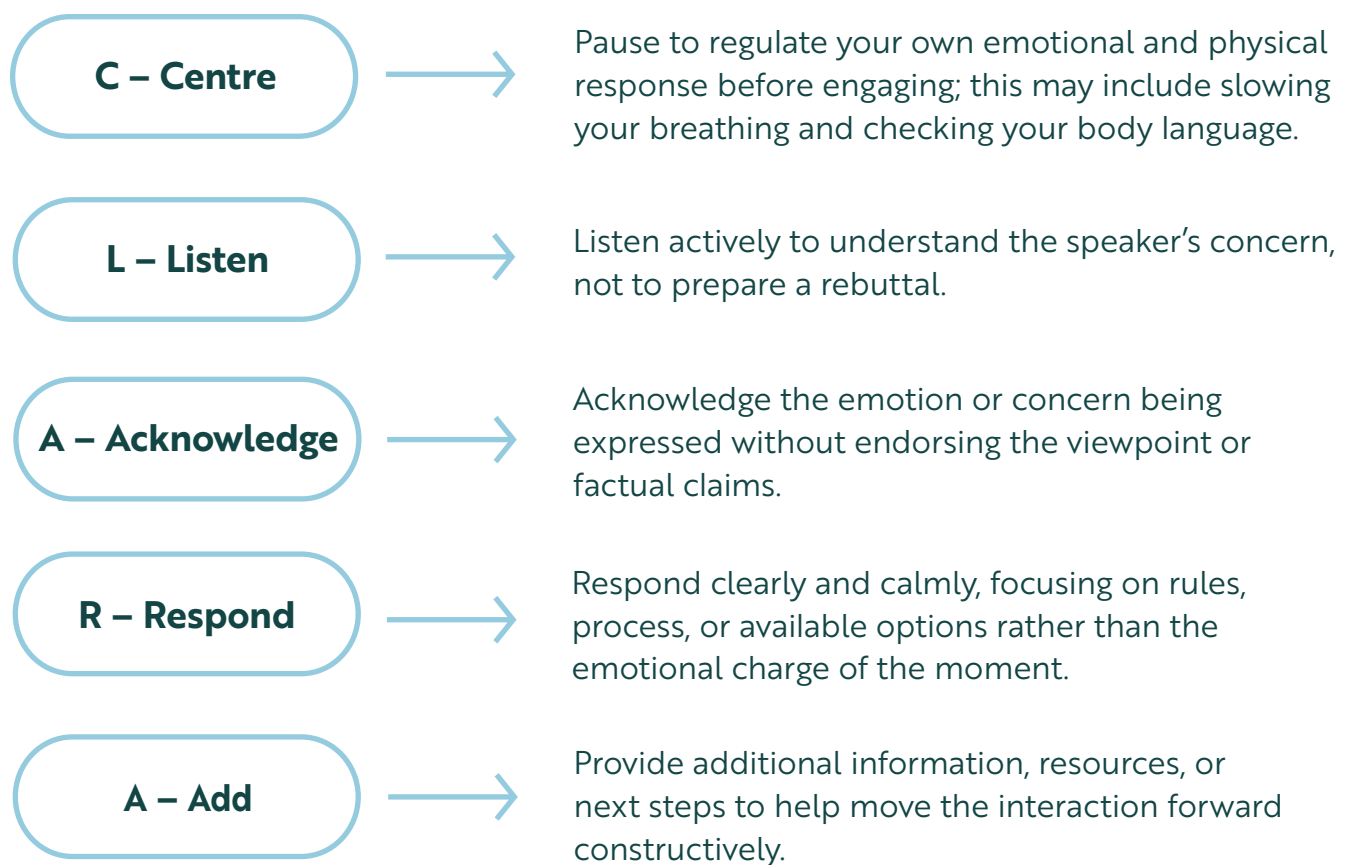 C – Centre
Pause to regulate your own emotional and physical
response before engaging; this may include slowing
your breathing and checking your body language.
L – Listen
Listen actively to understand the speaker’s concern,
not to prepare a rebuttal.
A – Acknowledge
Acknowledge the emotion or concern being
expressed without endorsing the viewpoint or
factual claims.
R – Respond
Respond clearly and calmly, focusing on rules,
process, or available options rather than the
emotional charge of the moment.
A – Add
Provide additional information, resources, or
next steps to help move the interaction forward
constructively.